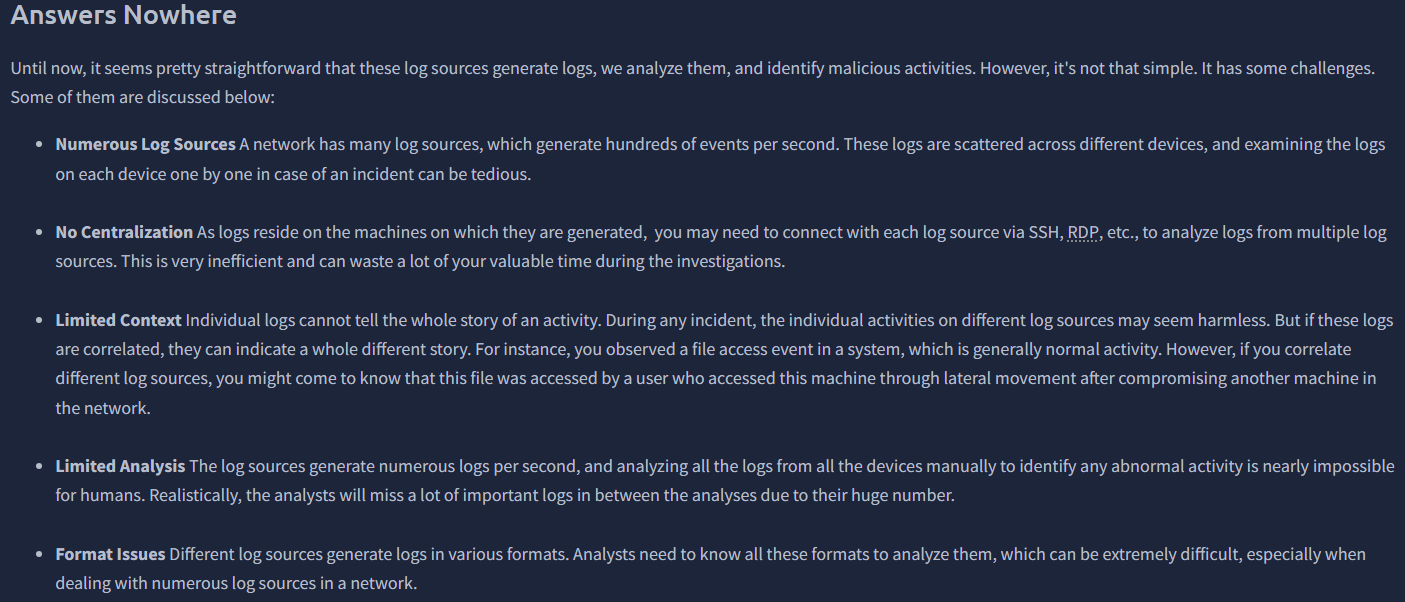 Answers Nowhere
Until now, it seems pretty straightforward that these log sources generate logs, we analyze them, and identify malicious activities. However, it's not that simple. It has some challenges.
Some of them are discussed below:
• Numerous Log Sources A network has many log sources, which generate hundreds of events per second. These logs are scattered across different devices, and examining the logs
on each device one by one in case of an incident can be tedious.
• No Centralization As logs reside on the machines on which they are generated,  you may need to connect with each log source via SSH, RDP, etc., to analyze logs from multiple log
sources. This is very inefficient and can waste a lot of your valuable time during the investigations.
• Limited Context Individual logs cannot tell the whole story of an activity. During any incident, the individual activities on different log sources may seem harmless. But if these logs
are correlated, they can indicate a whole different story. For instance, you observed a file access event in a system, which is generally normal activity. However, if you correlate
different log sources, you might come to know that this file was accessed by a user who accessed this machine through lateral movement after compromising another machine in
the network.
• Limited Analysis The log sources generate numerous logs per second, and analyzing all the logs from all the devices manually to identify any abnormal activity is nearly impossible
for humans. Realistically, the analysts will miss a lot of important logs in between the analyses due to their huge number.
• Format Issues Different log sources generate logs in various formats. Analysts need to know all these formats to analyze them, which can be extremely difficult, especially when
dealing with numerous log sources in a network.